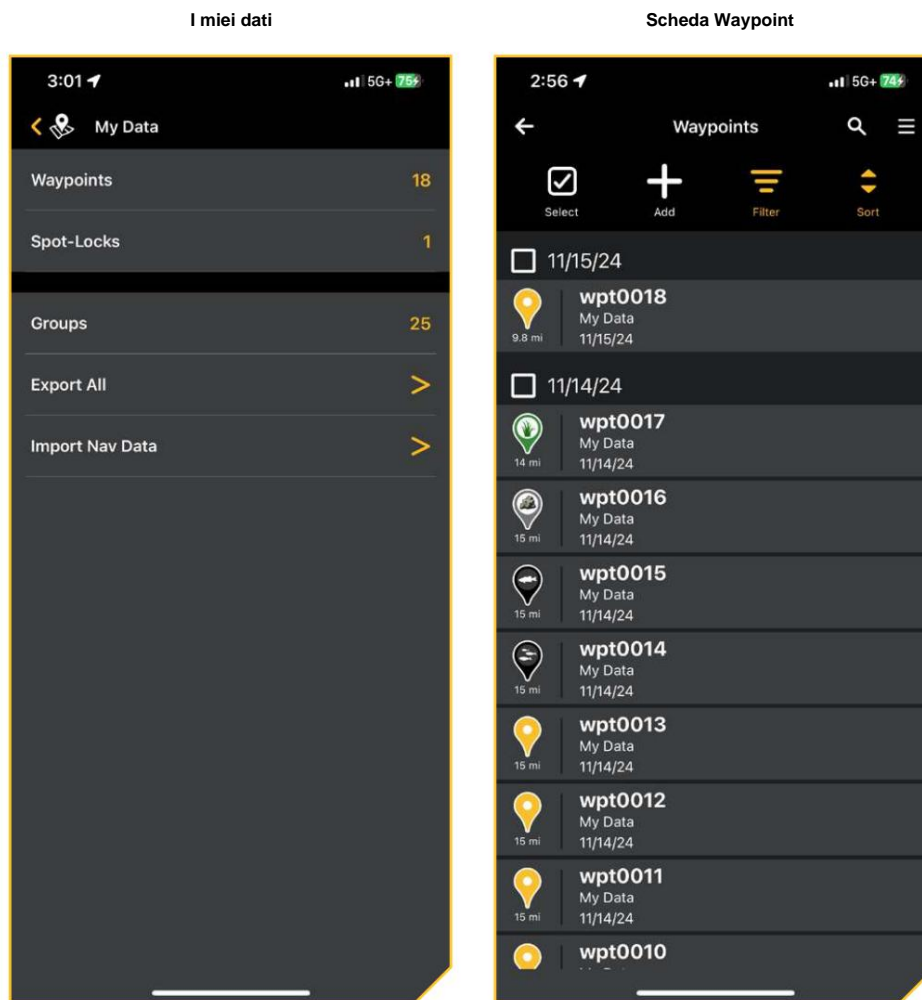 I miei dati
Scheda Waypoint
3:01
5G+ 75
My Data
Waypoints 18
Spot-Locks 1
Groups 25
Export All >
Import Nav Data >
2:56
5G+ 74
Waypoints
Select Add Filter Sort
11/15/24
wpt0018
My Data
9.8 mi 11/15/24
11/14/24
wpt0017
My Data
14 mi 11/14/24
wpt0016
My Data
15 mi 11/14/24
wpt0015
My Data
15 mi 11/14/24
wpt0014
My Data
15 mi 11/14/24
wpt0013
My Data
15 mi 11/14/24
wpt0012
My Data
15 mi 11/14/24
wpt0011
My Data
15 mi 11/14/24
wpt0010